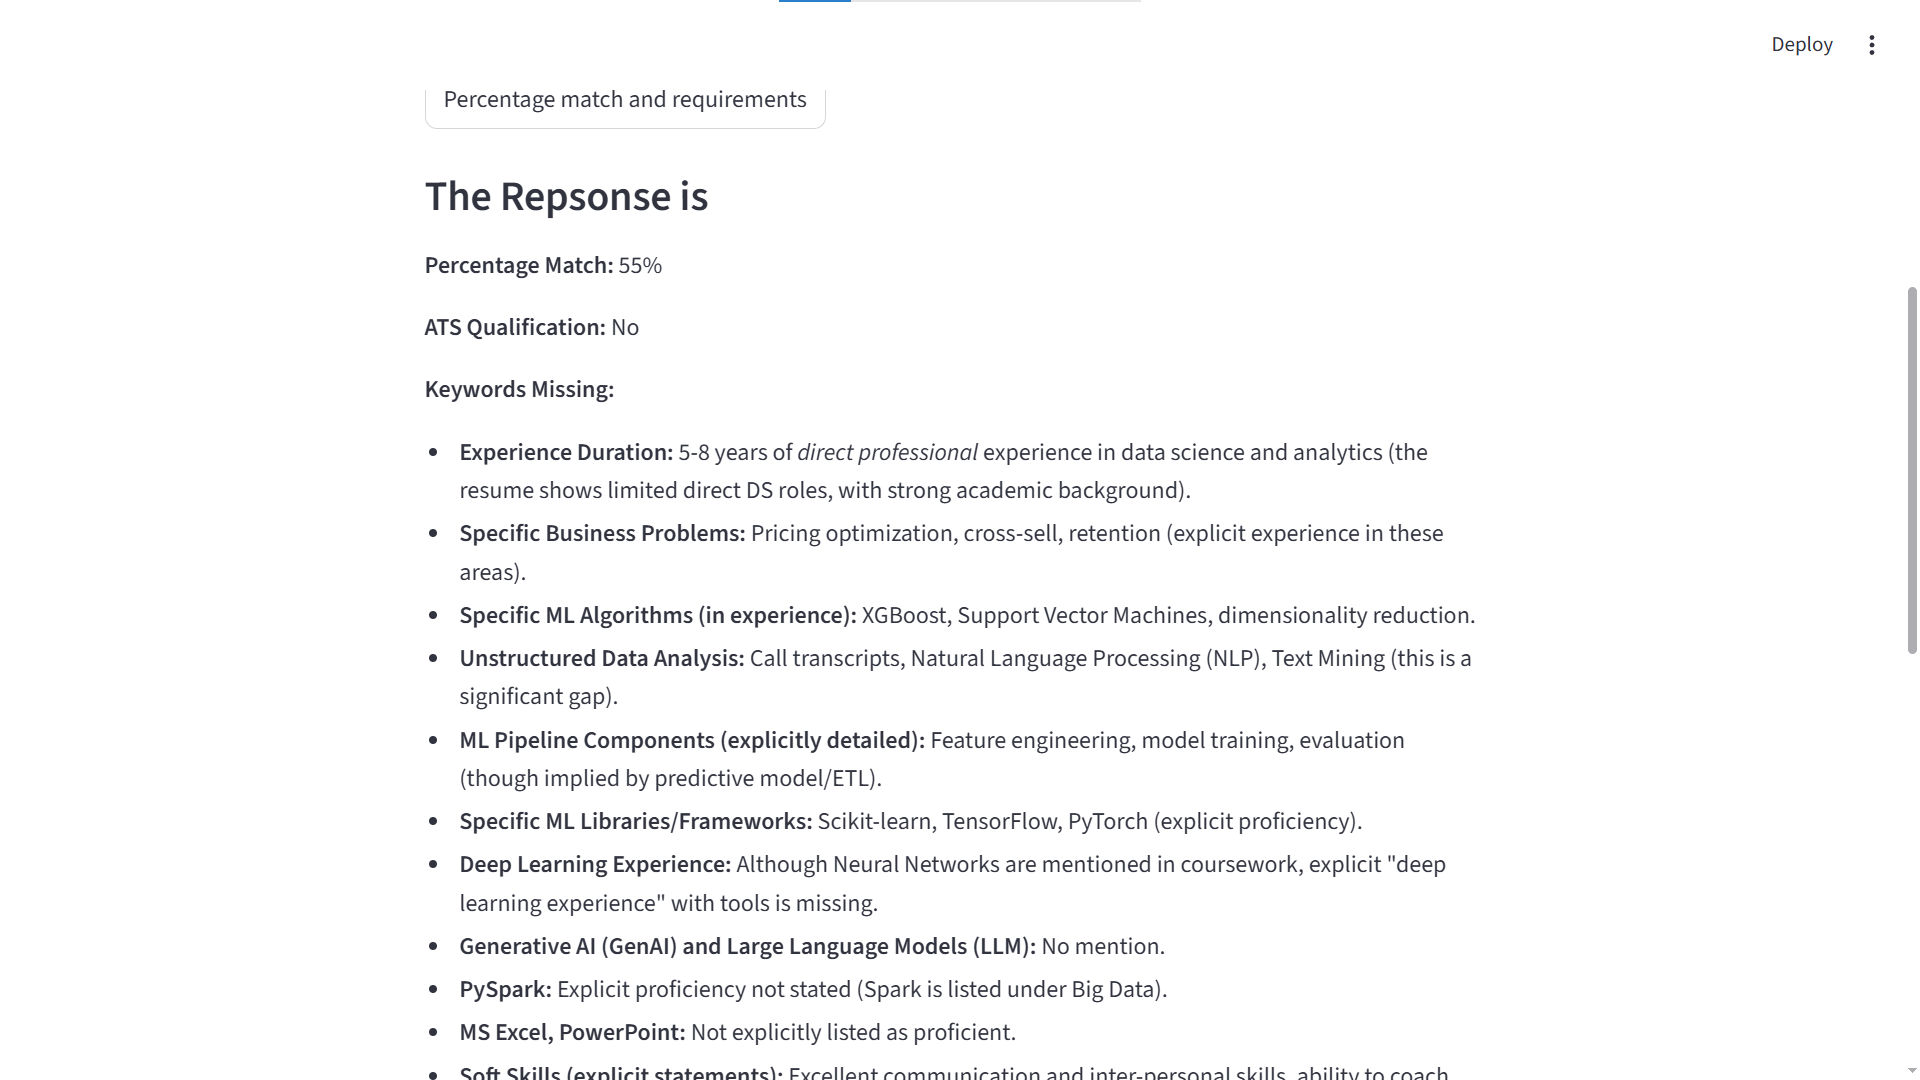 Deploy
Percentage match and requirements
The Repsonse is
Percentage Match: 55%
ATS Qualification: No
Keywords Missing:
• Experience Duration: 5-8 years of direct professional experience in data science and analytics (the
resume shows limited direct DS roles, with strong academic background).
• Specific Business Problems: Pricing optimization, cross-sell, retention (explicit experience in these
areas).
• Specific ML Algorithms (in experience): XGBoost, Support Vector Machines, dimensionality reduction.
• Unstructured Data Analysis: Call transcripts, Natural Language Processing (NLP), Text Mining (this is a
significant gap).
• ML Pipeline Components (explicitly detailed): Feature engineering, model training, evaluation
(though implied by predictive model/ETL).
• Specific ML Libraries/Frameworks: Scikit-learn, TensorFlow, PyTorch (explicit proficiency).
• Deep Learning Experience: Although Neural Networks are mentioned in coursework, explicit "deep
learning experience" with tools is missing.
• Generative AI (GenAI) and Large Language Models (LLM): No mention.
• PySpark: Explicit proficiency not stated (Spark is listed under Big Data).
• MS Excel, PowerPoint: Not explicitly listed as proficient.
• Soft Skills (explicit statements): Excellent communication and inter-personal skills, ability to coach